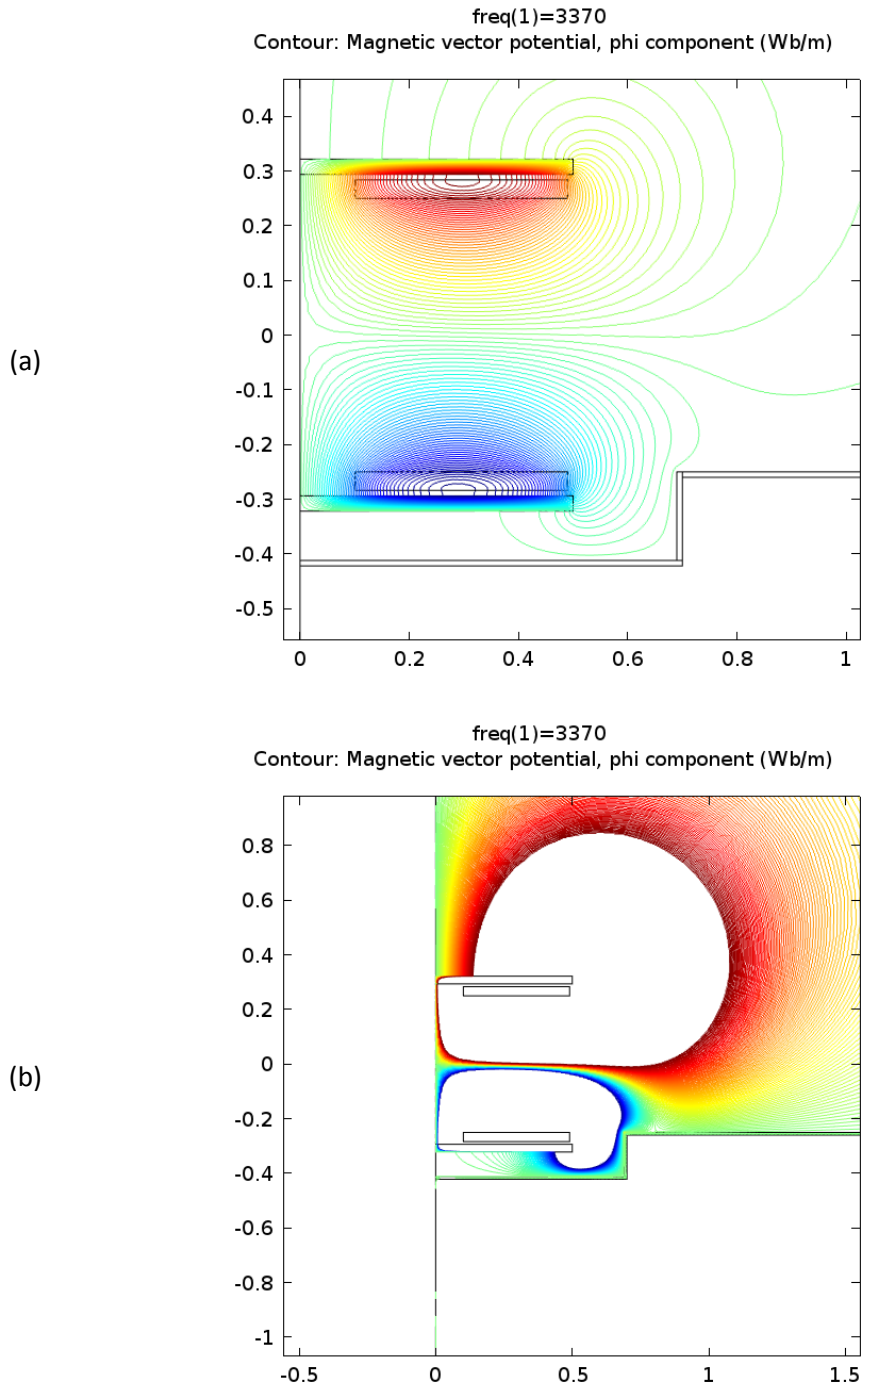 freq(1)=3370
Contour: Magnetic vector potential, phi component (Wb/m)
0.4
0.3
0.2
0.1
0
(a)
-0.1
-0.2
-0.3
-0.4
-0.5
0 0.2 0.4 0.6 0.8 1
freq(1)=3370
Contour: Magnetic vector potential, phi component (Wb/m)
0.8
0.6
0.4
0.2
0
(b)
-0.2
-0.4
-0.6
-0.8
-1
-0.5 0 0.5 1 1.5